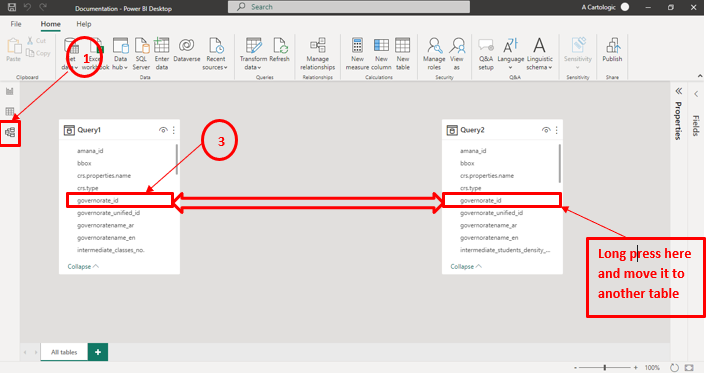 Documentation - Power BI Desktop
Search
A Cartologic
File Home Help
Paste
Cut
Copy
Clipboard
Get data
Excel workbook
Data hub
SQL Server
Enter data
Dataverse
Recent sources
Data
Transform data
Refresh
Queries
Manage relationships
Relationships
New measure
New column
New table
Calculations
Manage roles
View as
Security
Q&A setup
Language
Linguistic schema
Q&A
Sensitivity
Sensitivity
Publish
Share
1
3
Query1
amana_id
bbox
crs.properties.name
crs.type
governorate_id
governorate_unified_id
governoratename_ar
governoratename_en
intermediate_classes_no.
Collapse
Query2
amana_id
bbox
crs.properties.name
crs.type
governorate_id
governorate_unified_id
governoratename_ar
governoratename_en
intermediate_students_density_...
Collapse
Properties
Fields
Long press here
and move it to
another table
All tables
100%